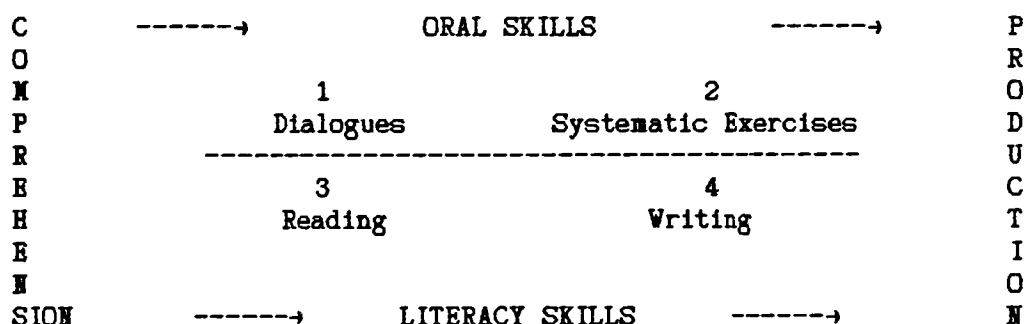 C ------→ ORAL SKILLS ------→ P
O R
M 1 2 O
P Dialogues Systematic Exercises D
R ---------------------------------------- U
E 3 4 C
H Reading Writing T
E I
N O
SION ------→ LITERACY SKILLS ------→ N